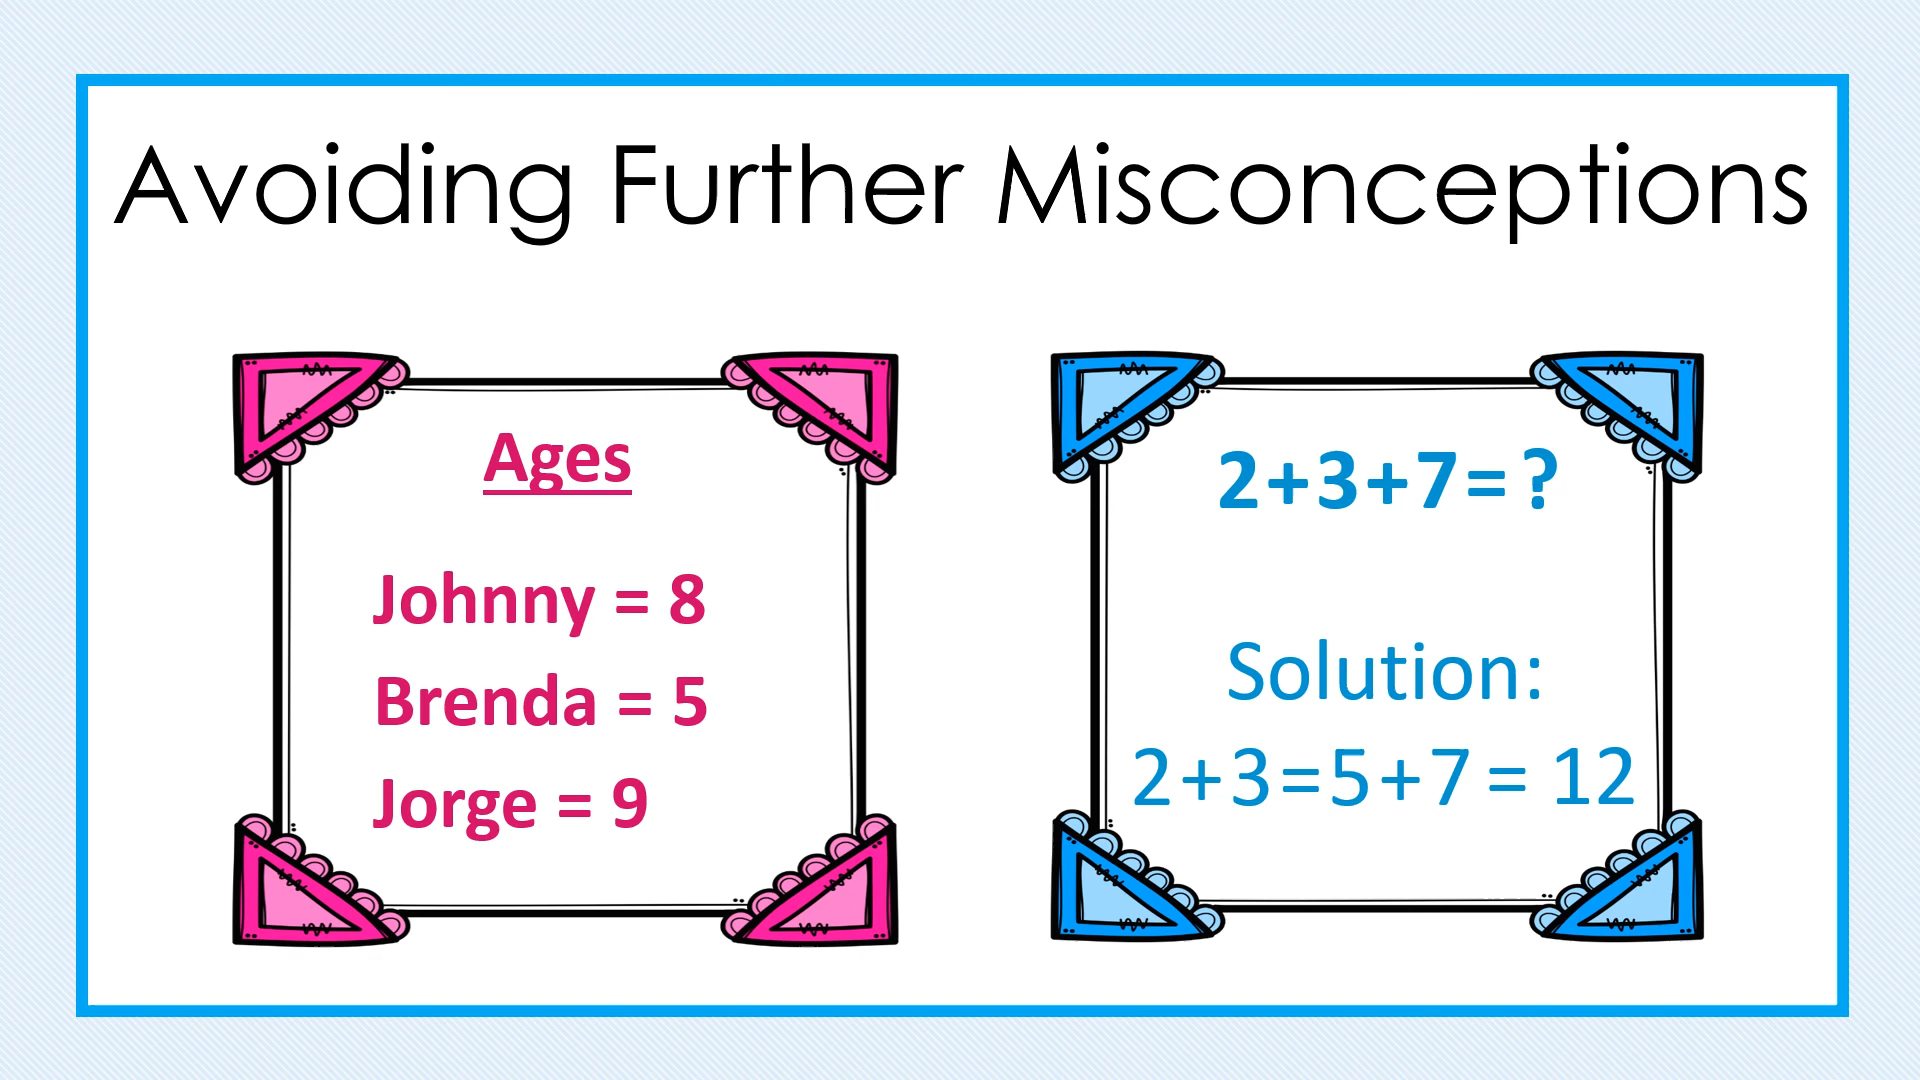 Avoiding Further Misconceptions
Ages
Johnny = 8
Brenda = 5
Jorge = 9
2+3+7= ?
Solution:
2+3=5+7 = 12